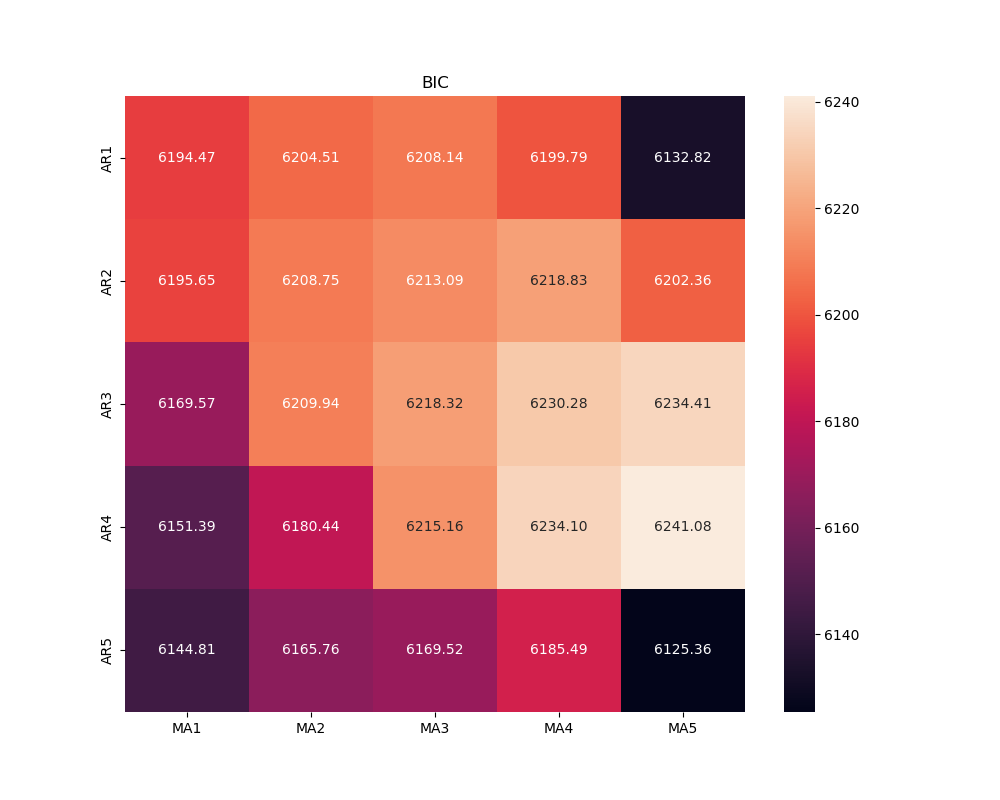 BIC
AR1 6194.47 6204.51 6208.14 6199.79 6132.82
AR2 6195.65 6208.75 6213.09 6218.83 6202.36
AR3 6169.57 6209.94 6218.32 6230.28 6234.41
AR4 6151.39 6180.44 6215.16 6234.10 6241.08
AR5 6144.81 6165.76 6169.52 6185.49 6125.36
MA1 MA2 MA3 MA4 MA5
6240
6220
6200
6180
6160
6140